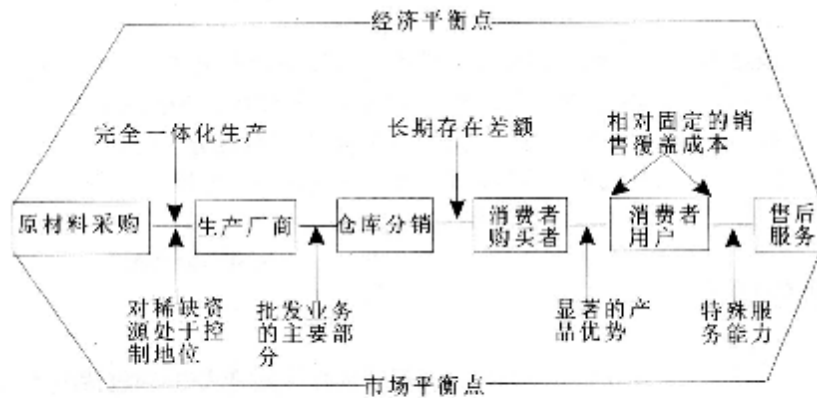 经济平衡点
完全一体化生产
长期存在差额
相对固定的销
售覆盖成本
原材料采购
生产厂商
仓库分销
消费者
购买者
消费者
用户
售后
服务
对稀缺资
源处于控
制地位
批发业务
的主要部
分
显著的产
品优势
特殊服
务能力
市场平衡点